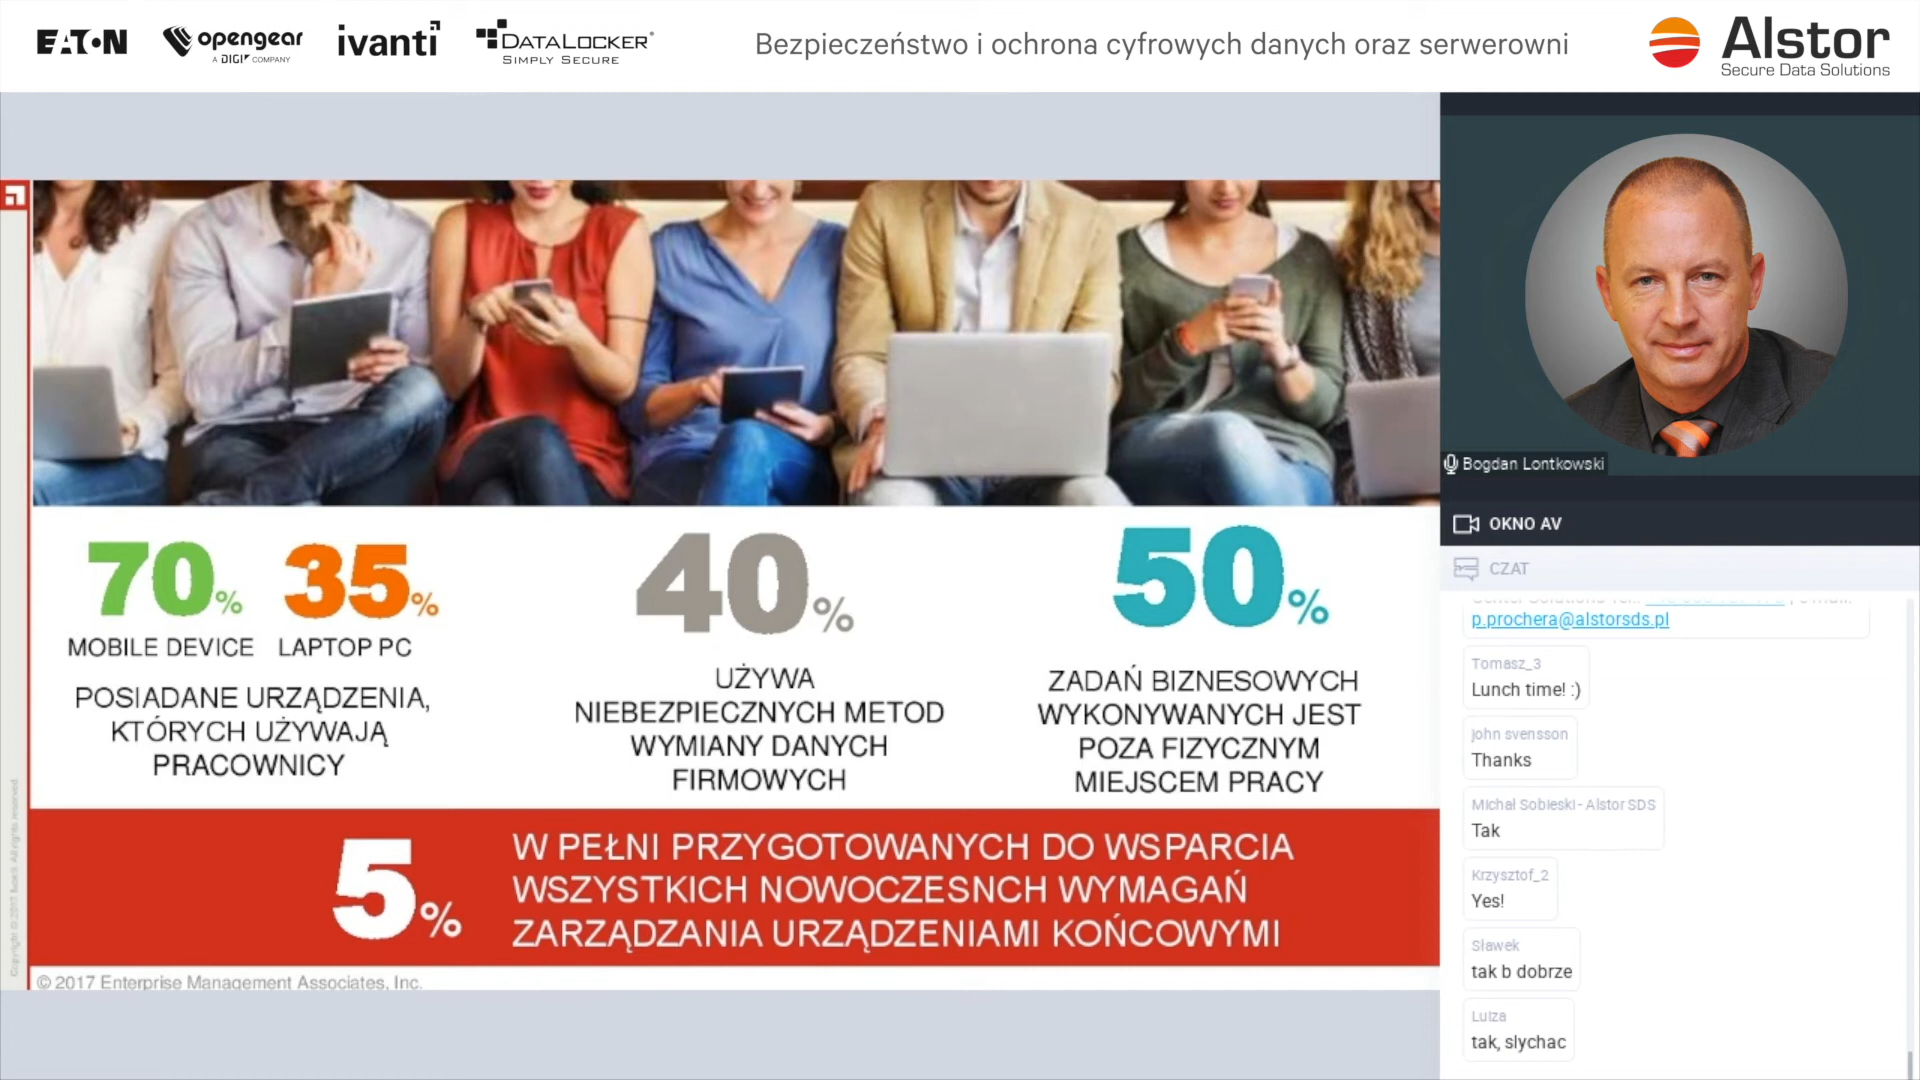 EATON
opengear
A DIGI COMPANY
ivanti
DATALOCKER
SIMPLY SECURE
Bezpieczeństwo i ochrona cyfrowych danych oraz serwerowni
Alstor
Secure Data Solutions
70%
35%
MOBILE DEVICE
LAPTOP PC
POSIADANE URZĄDZENIA,
KTÓRYCH UŻYWAJĄ
PRACOWNICY
40%
UŻYWA
NIEBEZPIECZNYCH METOD
WYMIANY DANYCH
FIRMOWYCH
50%
ZADAŃ BIZNESOWYCH
WYKONYWANYCH JEST
POZA FIZYCZNYM
MIEJSCEM PRACY
5%
W PEŁNI PRZYGOTOWANYCH DO WSPARCIA
WSZYSTKICH NOWOCZESNCH WYMAGAŃ
ZARZĄDZANIA URZĄDZENIAMI KOŃCOWYMI
© 2017 Enterprise Management Associates, Inc.
Bogdan Lontkowski
OKNO AV
CZAT
p.prochera@alstorsds.pl
Tomasz_3
Lunch time! :)
john svensson
Thanks
Michał Sobieski - Alstor SDS
Tak
Krzysztof_2
Yes!
Sławek
tak b dobrze
Luiza
tak, slychac